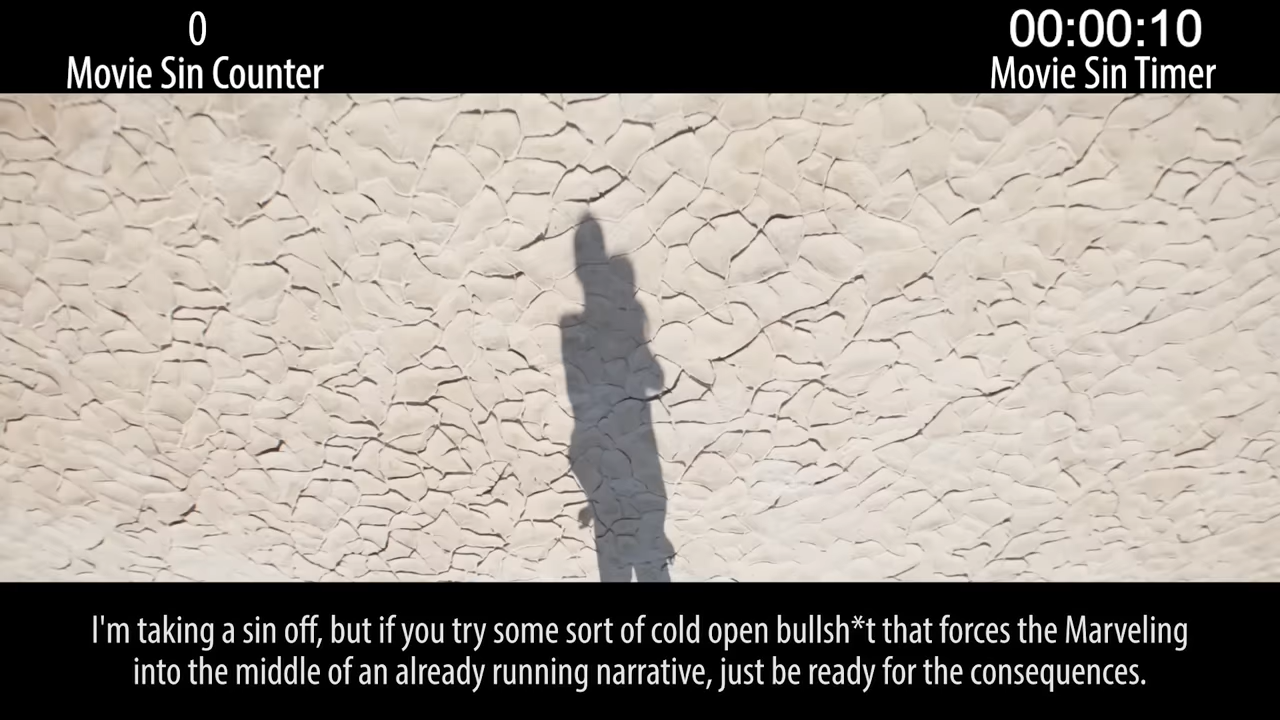 0
Movie Sin Counter
00:00:10
Movie Sin Timer
I'm taking a sin off, but if you try some sort of cold open bullsh*t that forces the Marveling
into the middle of an already running narrative, just be ready for the consequences.